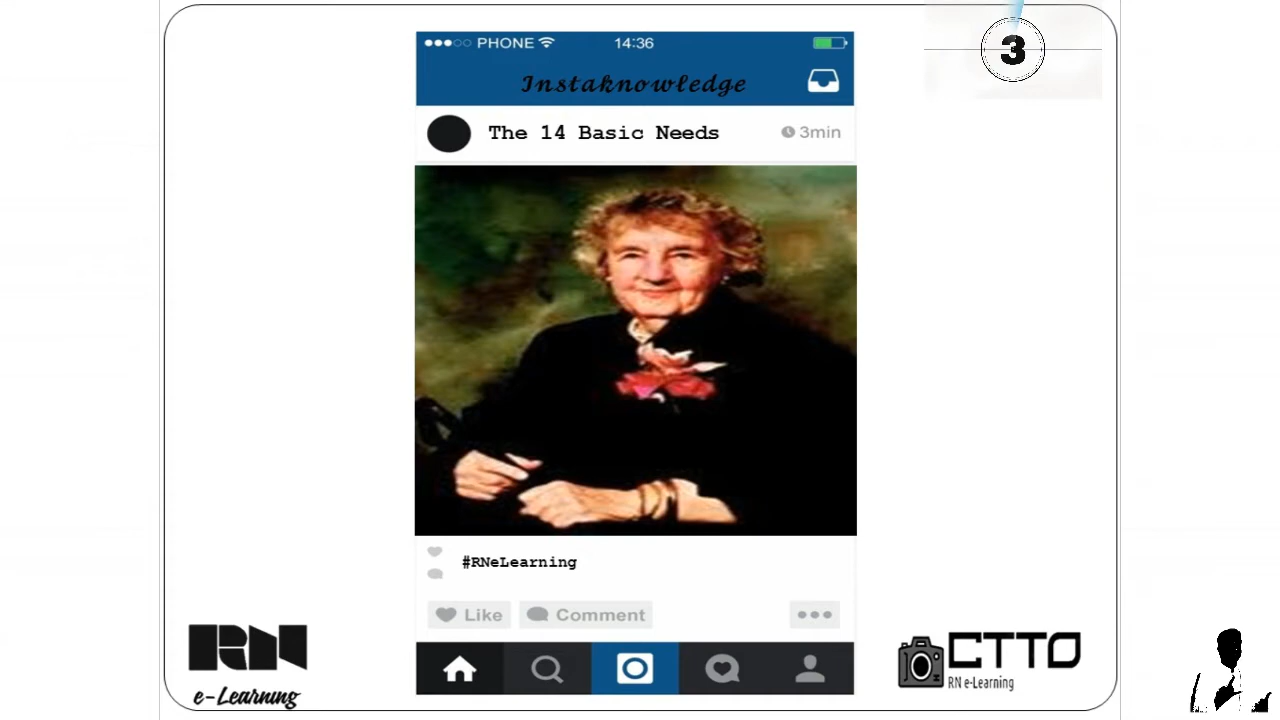 3
PHONE 14:36
Instaknowledge
The 14 Basic Needs 3min
#RNeLearning
Like Comment
RN
e-Learning
CTTO
RN e-Learning